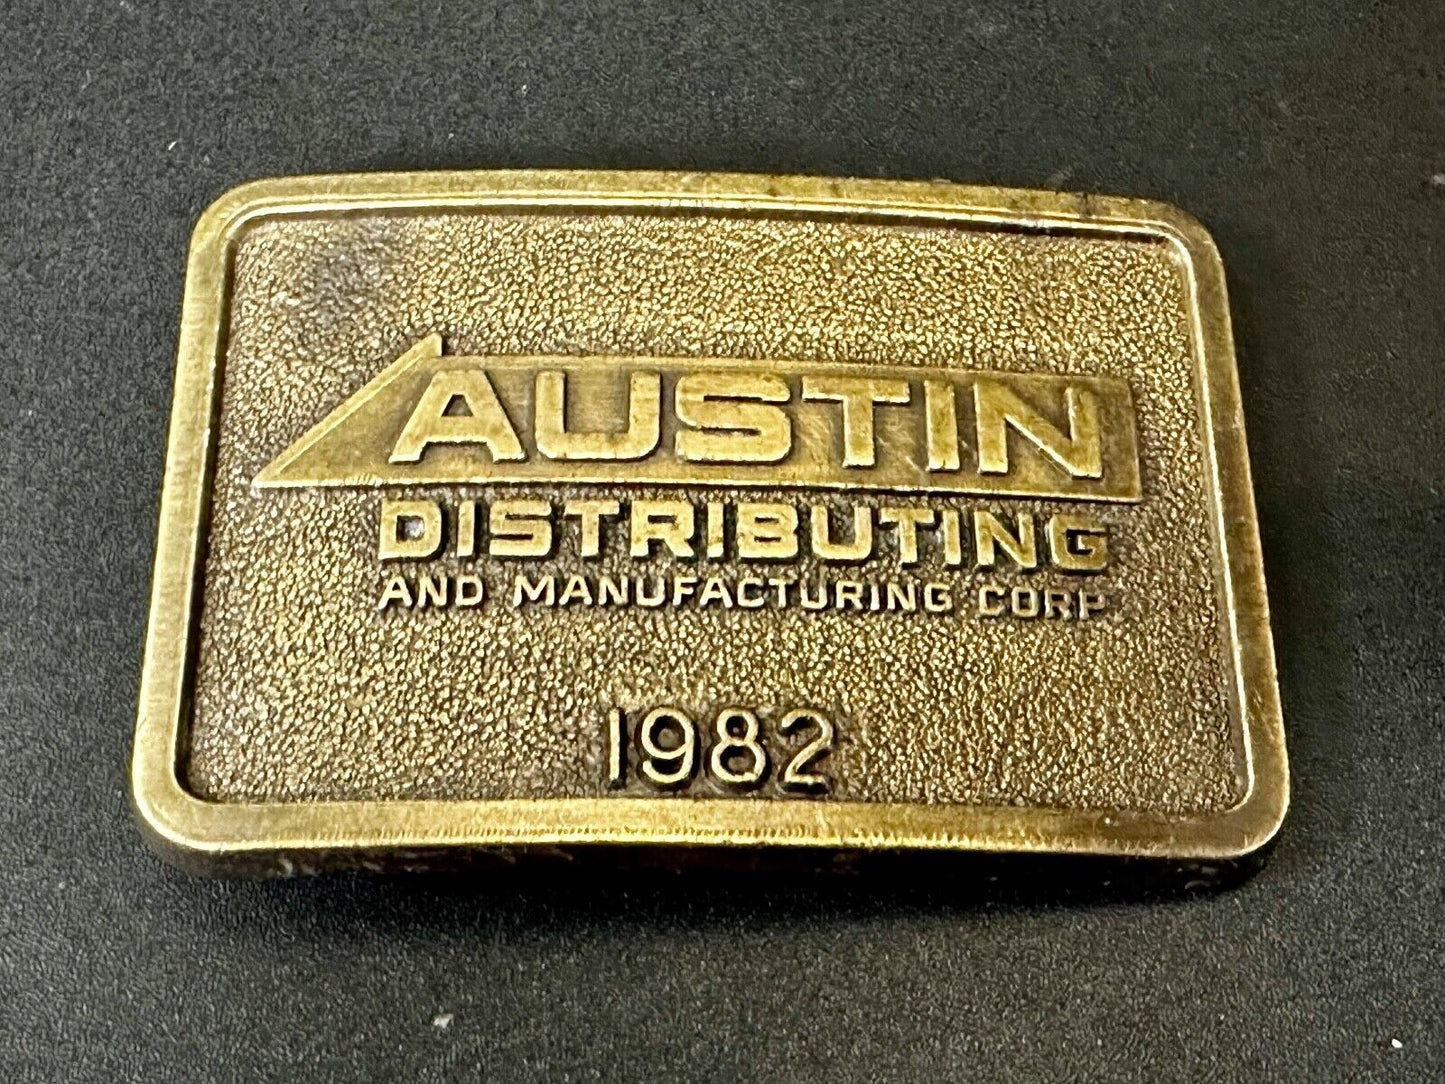 AUSTIN
DISTRIBUTING
AND MANUFACTURING CORP.
1982